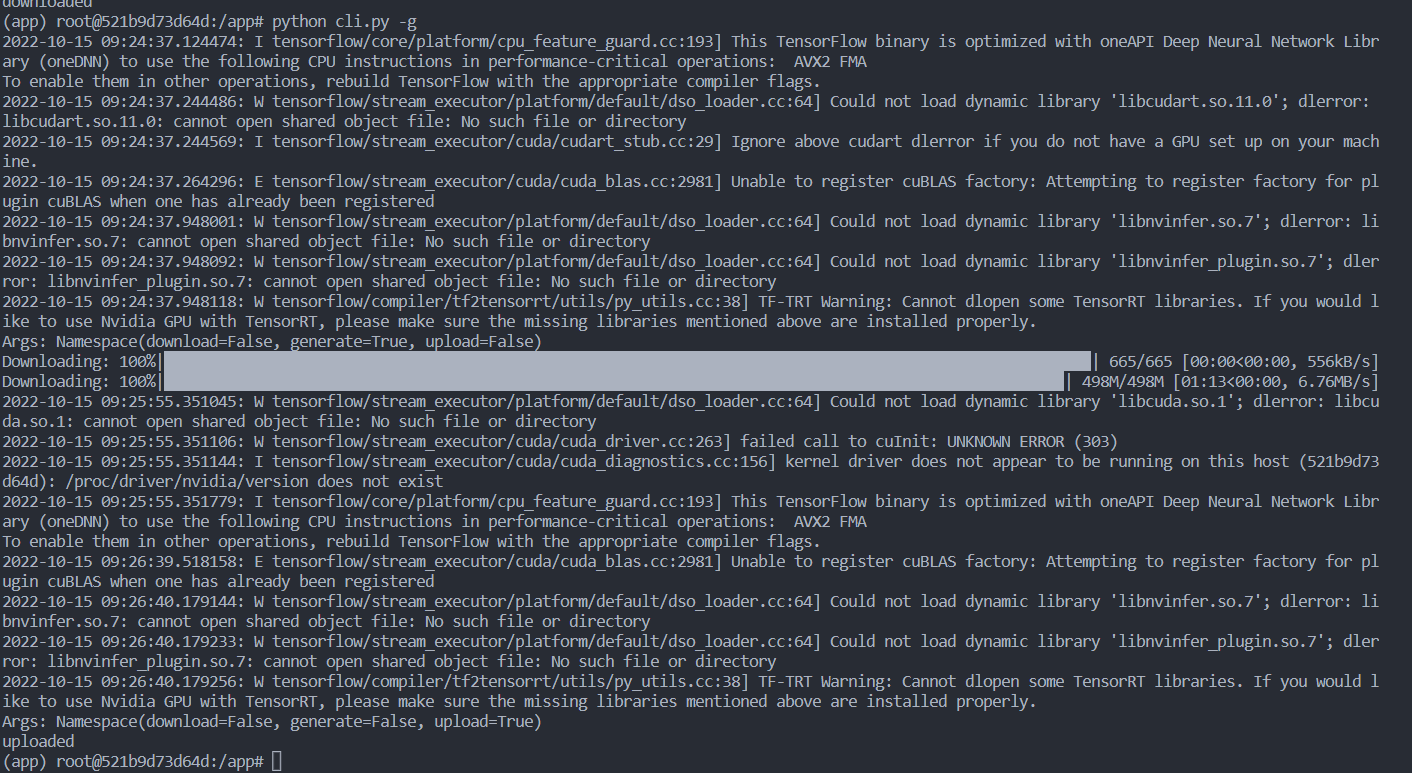 downloaded
(app) root@521b9d73d64d:/app# python cli.py -g
2022-10-15 09:24:37.124474: I tensorflow/core/platform/cpu_feature_guard.cc:193] This TensorFlow binary is optimized with oneAPI Deep Neural Network Libr
ary (oneDNN) to use the following CPU instructions in performance-critical operations:  AVX2 FMA
To enable them in other operations, rebuild TensorFlow with the appropriate compiler flags.
2022-10-15 09:24:37.244486: W tensorflow/stream_executor/platform/default/dso_loader.cc:64] Could not load dynamic library 'libcudart.so.11.0'; dlerror:
libcudart.so.11.0: cannot open shared object file: No such file or directory
2022-10-15 09:24:37.244569: I tensorflow/stream_executor/cuda/cudart_stub.cc:29] Ignore above cudart dlerror if you do not have a GPU set up on your mach
ine.
2022-10-15 09:24:37.264296: E tensorflow/stream_executor/cuda/cuda_blas.cc:2981] Unable to register cuBLAS factory: Attempting to register factory for pl
ugin cuBLAS when one has already been registered
2022-10-15 09:24:37.948001: W tensorflow/stream_executor/platform/default/dso_loader.cc:64] Could not load dynamic library 'libnvinfer.so.7'; dlerror: li
bnvinfer.so.7: cannot open shared object file: No such file or directory
2022-10-15 09:24:37.948092: W tensorflow/stream_executor/platform/default/dso_loader.cc:64] Could not load dynamic library 'libnvinfer_plugin.so.7'; dler
ror: libnvinfer_plugin.so.7: cannot open shared object file: No such file or directory
2022-10-15 09:24:37.948118: W tensorflow/compiler/tf2tensorrt/utils/py_utils.cc:38] TF-TRT Warning: Cannot dlopen some TensorRT libraries. If you would l
ike to use Nvidia GPU with TensorRT, please make sure the missing libraries mentioned above are installed properly.
Args: Namespace(download=False, generate=True, upload=False)
Downloading: 100%| | 665/665 [00:00<00:00, 556kB/s]
Downloading: 100%| | 498M/498M [01:13<00:00, 6.76MB/s]
2022-10-15 09:25:55.351045: W tensorflow/stream_executor/platform/default/dso_loader.cc:64] Could not load dynamic library 'libcuda.so.1'; dlerror: libcu
da.so.1: cannot open shared object file: No such file or directory
2022-10-15 09:25:55.351106: W tensorflow/stream_executor/cuda/cuda_driver.cc:263] failed call to cuInit: UNKNOWN ERROR (303)
2022-10-15 09:25:55.351144: I tensorflow/stream_executor/cuda/cuda_diagnostics.cc:156] kernel driver does not appear to be running on this host (521b9d73
d64d): /proc/driver/nvidia/version does not exist
2022-10-15 09:25:55.351779: I tensorflow/core/platform/cpu_feature_guard.cc:193] This TensorFlow binary is optimized with oneAPI Deep Neural Network Libr
ary (oneDNN) to use the following CPU instructions in performance-critical operations:  AVX2 FMA
To enable them in other operations, rebuild TensorFlow with the appropriate compiler flags.
2022-10-15 09:26:39.518158: E tensorflow/stream_executor/cuda/cuda_blas.cc:2981] Unable to register cuBLAS factory: Attempting to register factory for pl
ugin cuBLAS when one has already been registered
2022-10-15 09:26:40.179144: W tensorflow/stream_executor/platform/default/dso_loader.cc:64] Could not load dynamic library 'libnvinfer.so.7'; dlerror: li
bnvinfer.so.7: cannot open shared object file: No such file or directory
2022-10-15 09:26:40.179233: W tensorflow/stream_executor/platform/default/dso_loader.cc:64] Could not load dynamic library 'libnvinfer_plugin.so.7'; dler
ror: libnvinfer_plugin.so.7: cannot open shared object file: No such file or directory
2022-10-15 09:26:40.179256: W tensorflow/compiler/tf2tensorrt/utils/py_utils.cc:38] TF-TRT Warning: Cannot dlopen some TensorRT libraries. If you would l
ike to use Nvidia GPU with TensorRT, please make sure the missing libraries mentioned above are installed properly.
Args: Namespace(download=False, generate=False, upload=True)
uploaded
(app) root@521b9d73d64d:/app#